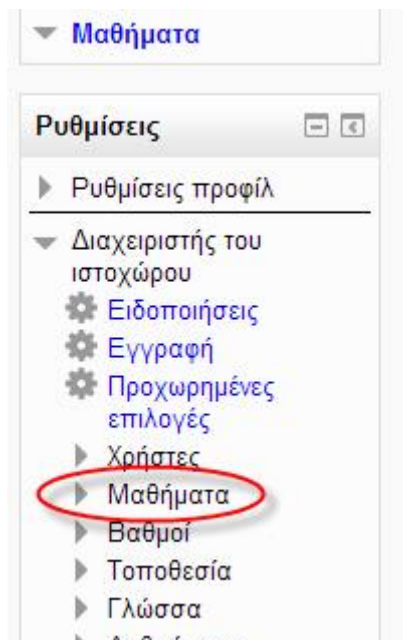 Μαθήματα
Ρυθμίσεις
Ρυθμίσεις προφίλ
Διαχειριστής του
ιστοχώρου
Ειδοποιήσεις
Εγγραφή
Προχωρημένες
επιλογές
Χρήστες
Μαθήματα
Βαθμοί
Τοποθεσία
Γλώσσα